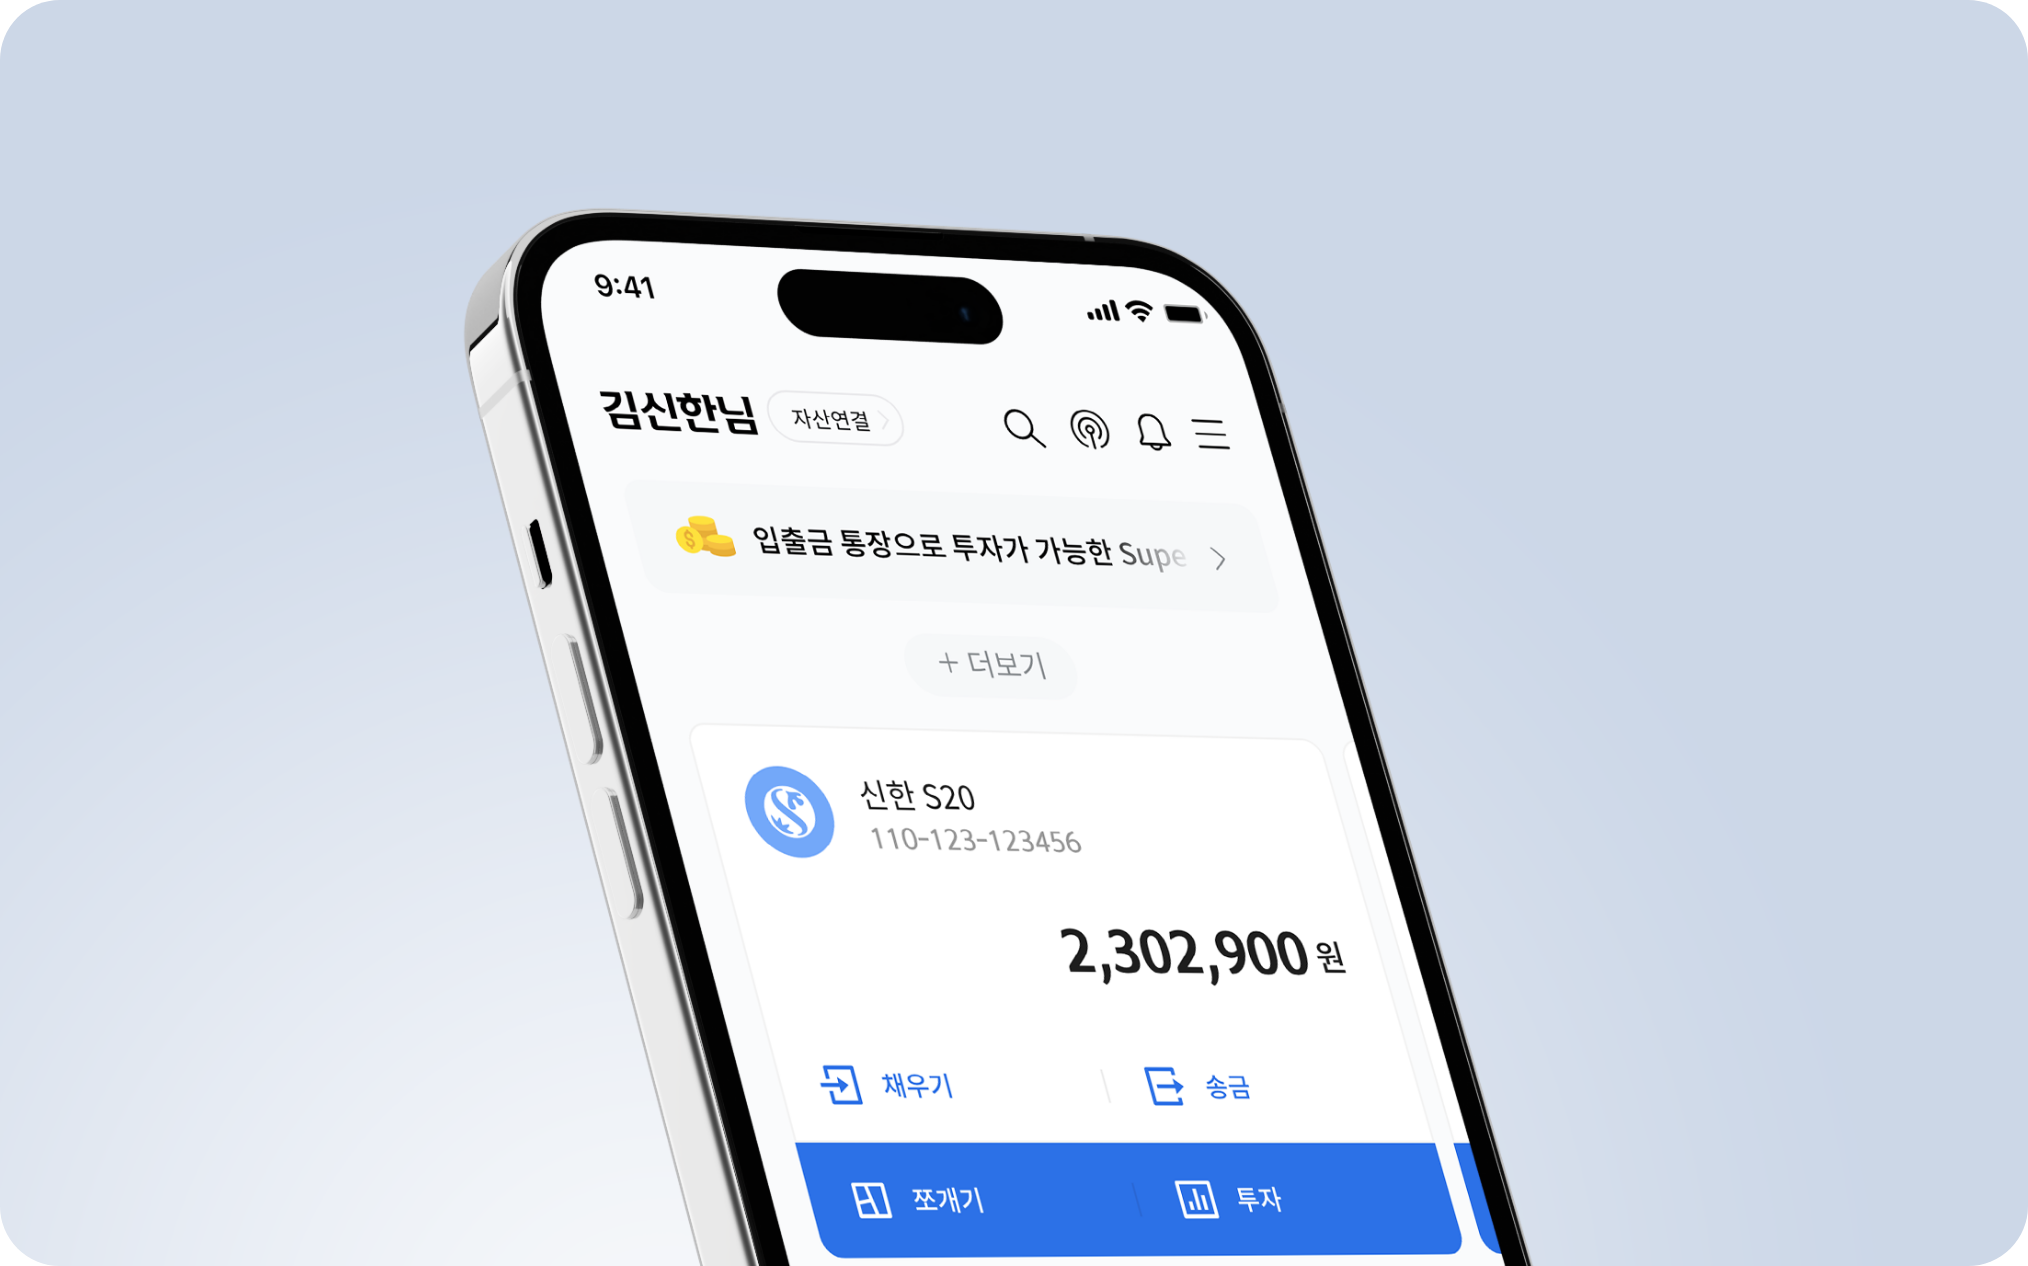 9:41
김신한님 자산연결
입출금 통장으로 투자가 가능한 Supe
+ 더보기
신한 S20
110-123-123456
2,302,900 원
채우기
송금
쪼개기
투자